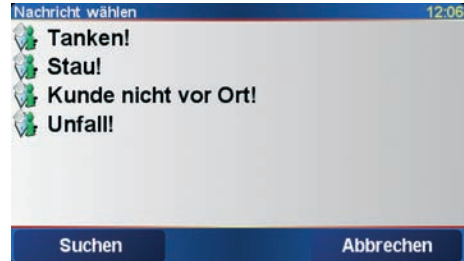 Nachricht wählen 12:06
Tanken!
Stau!
Kunde nicht vor Ort!
Unfall!
Suchen Abbrechen